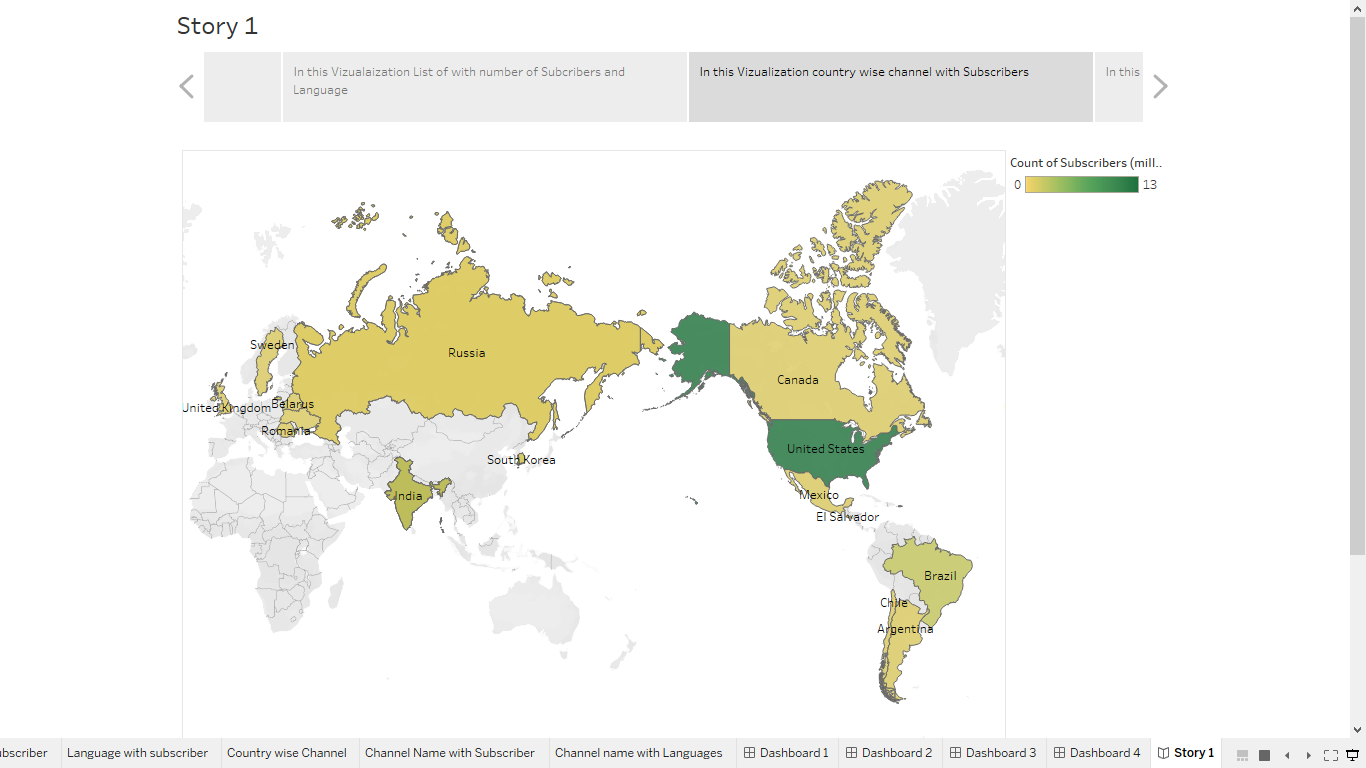 Story 1
In this Vizualaization List of with number of Subcribers and
Language
In this Vizualization country wise channel with Subscribers
In this
Count of Subscribers (mill..
0
13
Sweden
Russia
Canada
United Kingdom
Belarus
Romania
United States
South Korea
India
Mexico
El Salvador
Brazil
Chile
Argentina
ubscriber
Language with subscriber
Country wise Channel
Channel Name with Subscriber
Channel name with Languages
Dashboard 1
Dashboard 2
Dashboard 3
Dashboard 4
Story 1